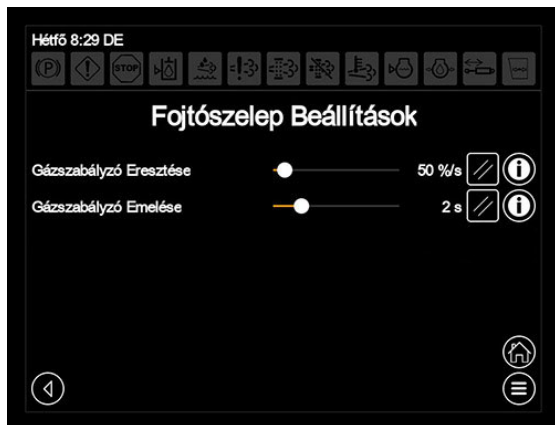 Hétfő 8:29 DE
STOP
Fojtószelep Beállítások
Gázszabályzó Eresztése 50 %/s
Gázszabályzó Emelése 2 s